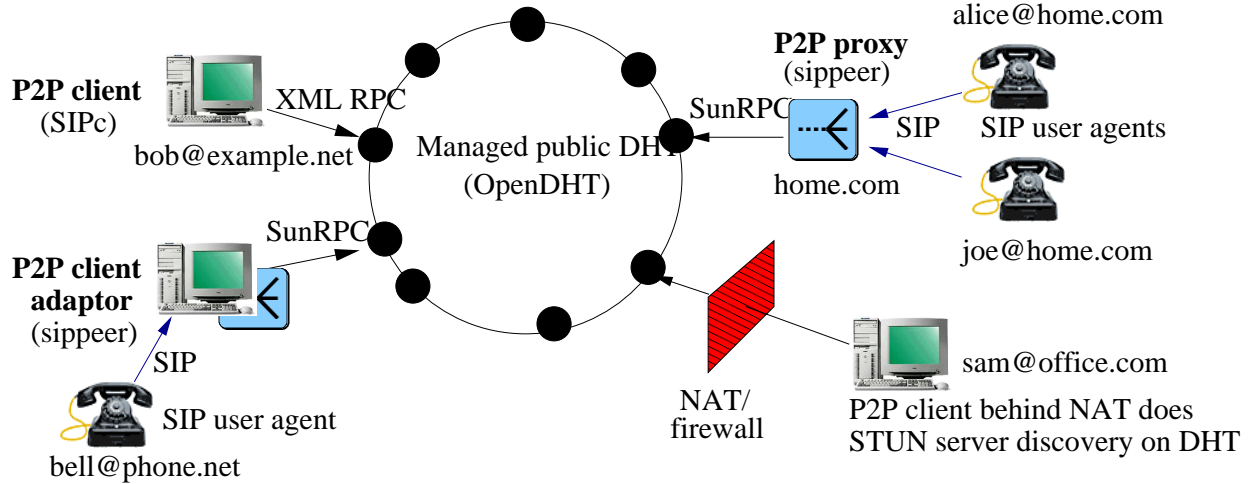 alice@home.com
P2P proxy
(sippeer)
P2P client
(SIPc)
XML RPC
bob@example.net
SunRPC
SIP
SIP user agents
home.com
joe@home.com
Managed public DHT
(OpenDHT)
SunRPC
P2P client
adaptor
(sippeer)
SIP
SIP user agent
bell@phone.net
NAT/
firewall
sam@office.com
P2P client behind NAT does
STUN server discovery on DHT